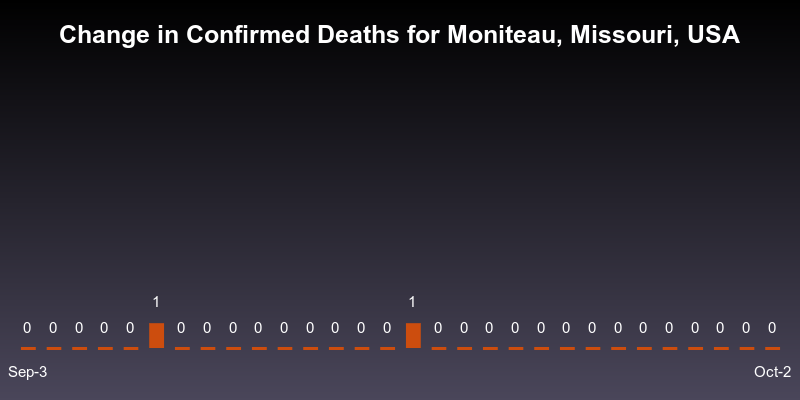 Change in Confirmed Deaths for Moniteau, Missouri, USA
1 1
0 0 0 0 0 0 0 0 0 0 0 0 0 0 0 0 0 0 0 0 0 0 0 0 0 0 0 0
Sep-3 Oct-2